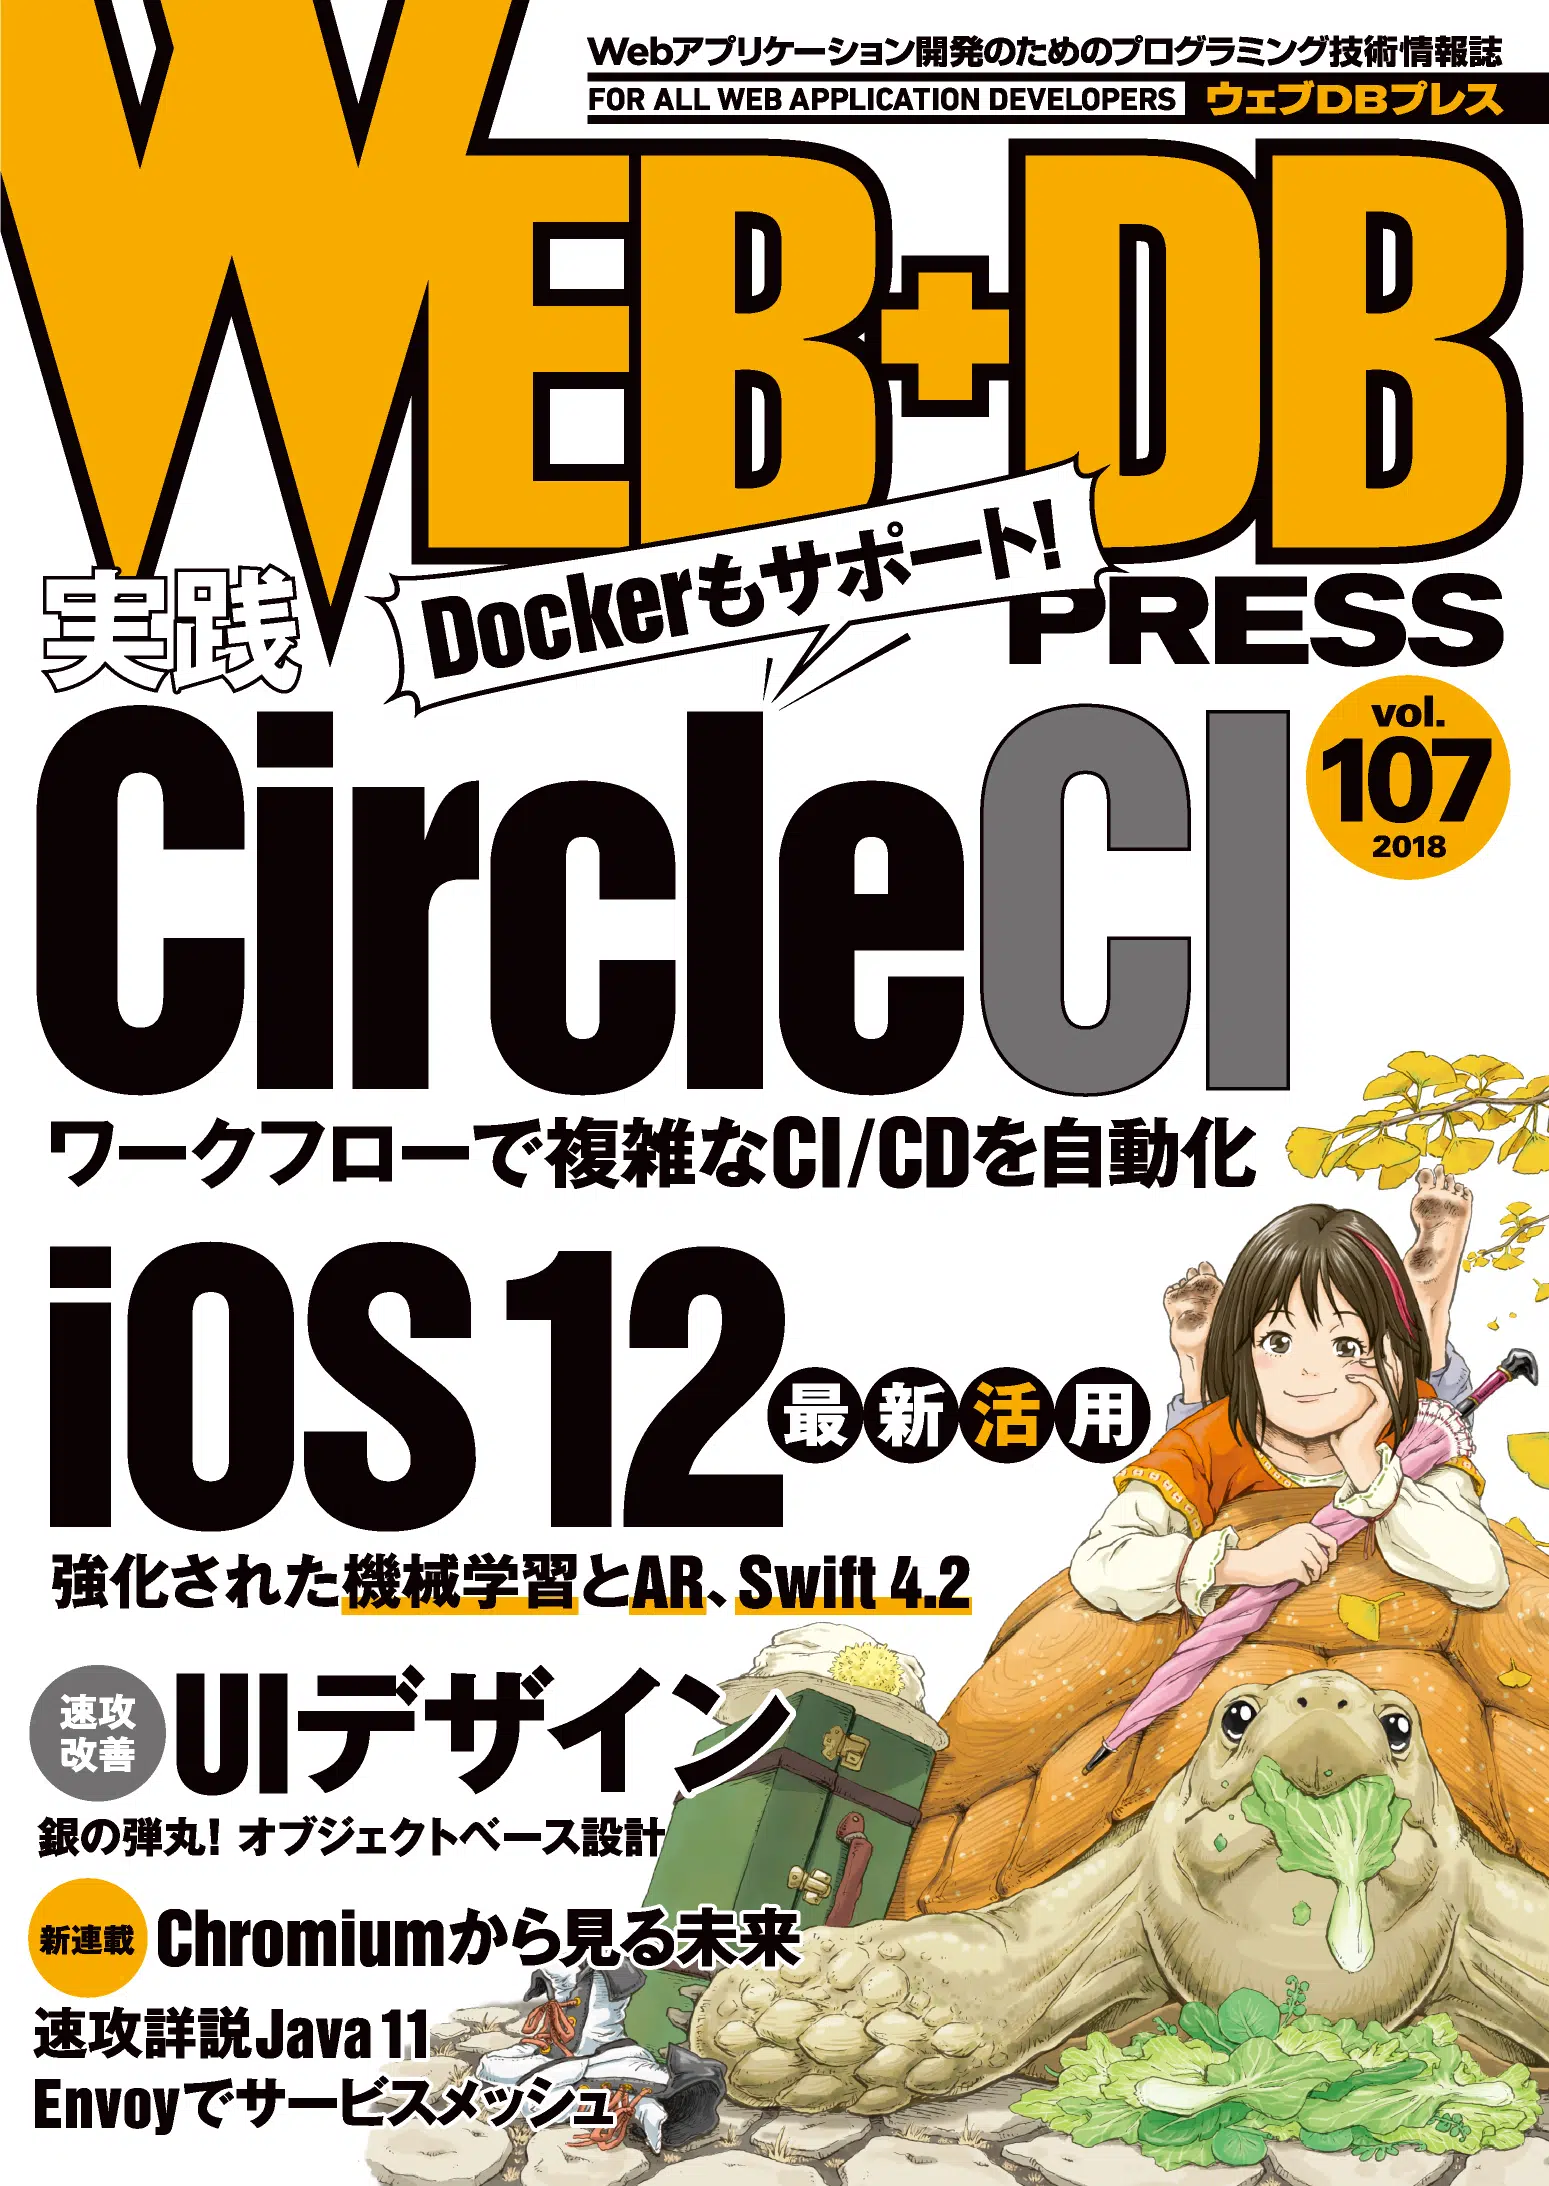 Webアプリケーション開発のためのプログラミング技術情報誌
FOR ALL WEB APPLICATION DEVELOPERS
ウェブDBプレス
WEB+DB
PRESS
Dockerもサポート!
実践
CircleCI
vol.
107
2018
ワークフローで複雑なCI/CDを自動化
iOS 12
最新活用
強化された機械学習とAR、Swift 4.2
速攻
改善
UIデザイン
銀の弾丸! オブジェクトベース設計
新連載
Chromiumから見る未来
速攻詳説Java 11
Envoyでサービスメッシュ